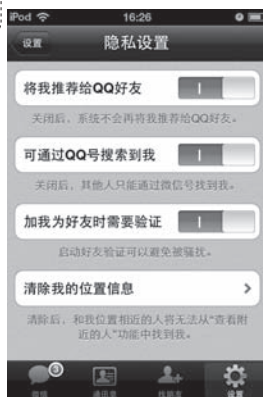 iPod 16:26
设置 隐私设置
将我推荐给QQ好友
关闭后，系统不会再将我推荐给QQ好友。
可通过QQ号搜索到我
关闭后，其他人只能通过微信号找到我。
加我为好友时需要验证
启动好友验证可以避免被骚扰。
清除我的位置信息
清除后，和我位置相近的人将无法从“查看附
近的人”功能中找到我。
3
微信 通讯录 找朋友 设置